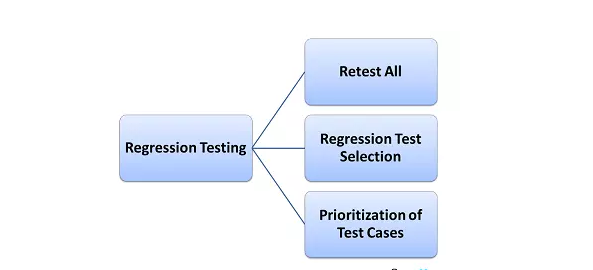 Retest All
Regression Testing
Regression Test
Selection
Prioritization of
Test Cases